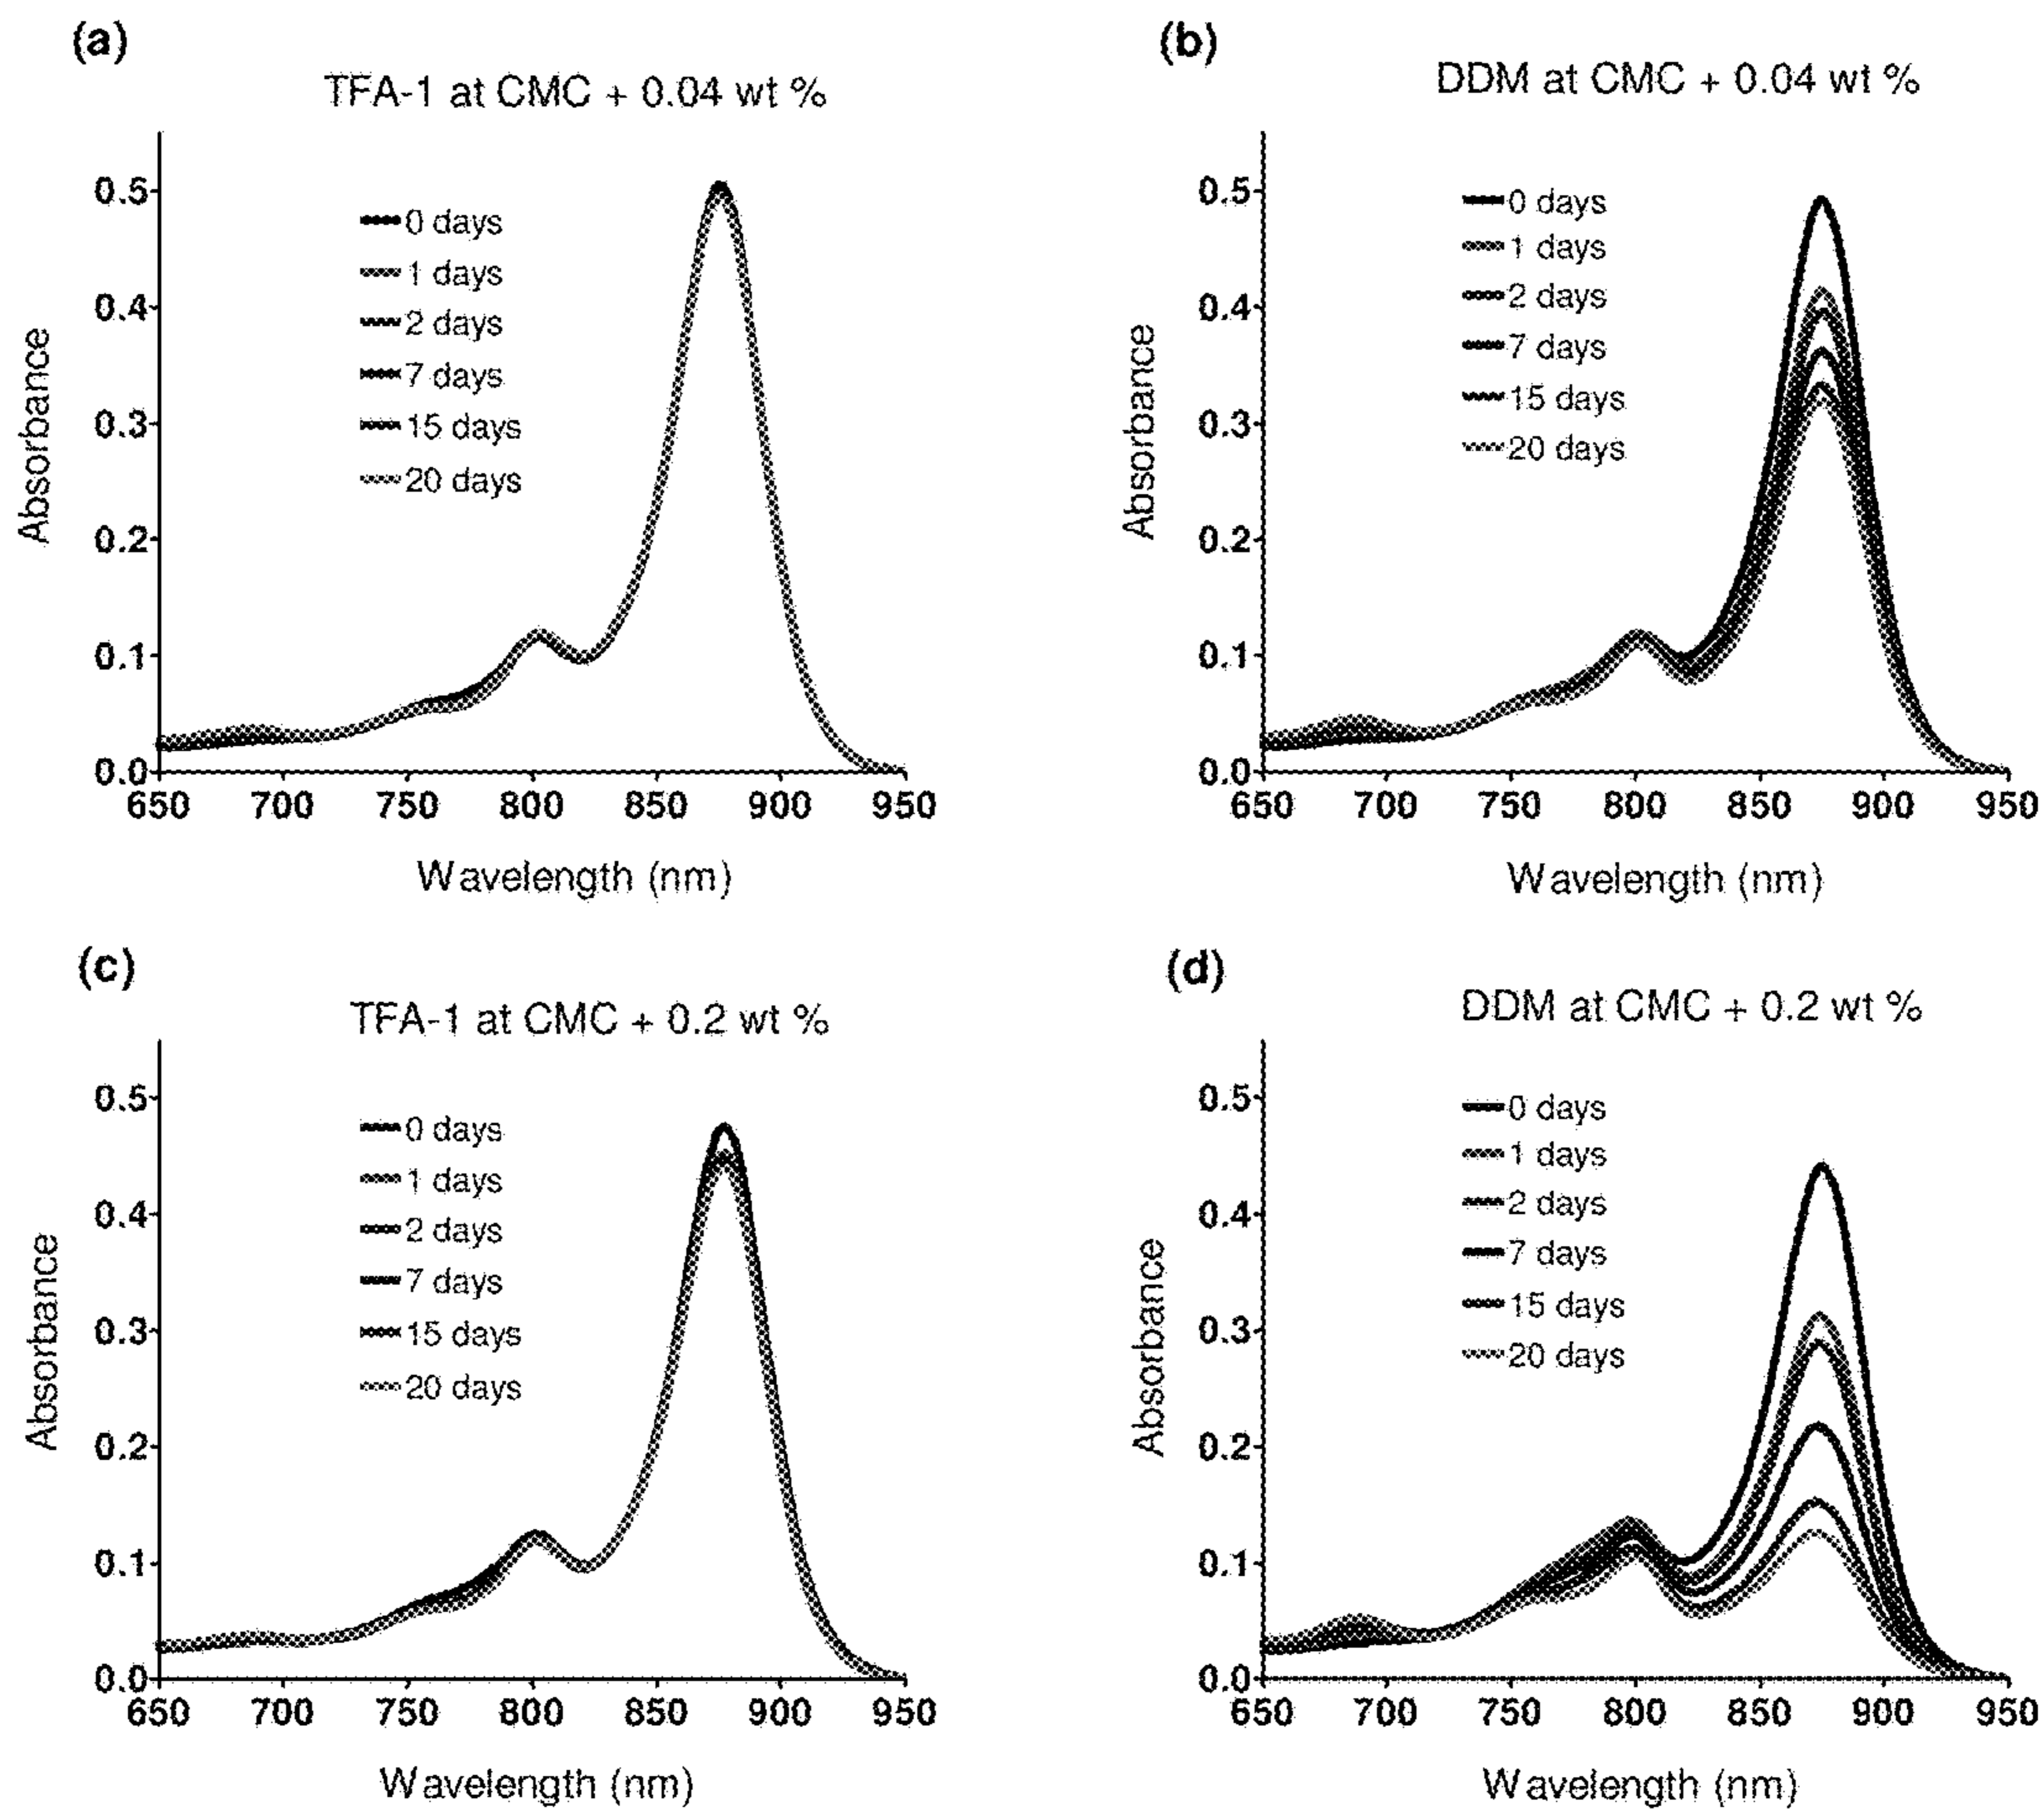 (a)
TFA-1 at CMC + 0.04 wt %
Absorbance
0.5
0.4
0.3
0.2
0.1
0.0
0 days
1 days
2 days
7 days
15 days
20 days
650 700 750 800 850 900 950
Wavelength (nm)
(b)
DDM at CMC + 0.04 wt %
Absorbance
0.5
0.4
0.3
0.2
0.1
0.0
0 days
1 days
2 days
7 days
15 days
20 days
650 700 750 800 850 900 950
Wavelength (nm)
(c)
TFA-1 at CMC + 0.2 wt %
Absorbance
0.5
0.4
0.3
0.2
0.1
0.0
0 days
1 days
2 days
7 days
15 days
20 days
650 700 750 800 850 900 950
Wavelength (nm)
(d)
DDM at CMC + 0.2 wt %
Absorbance
0.5
0.4
0.3
0.2
0.1
0.0
0 days
1 days
2 days
7 days
15 days
20 days
650 700 750 800 850 900 950
Wavelength (nm)